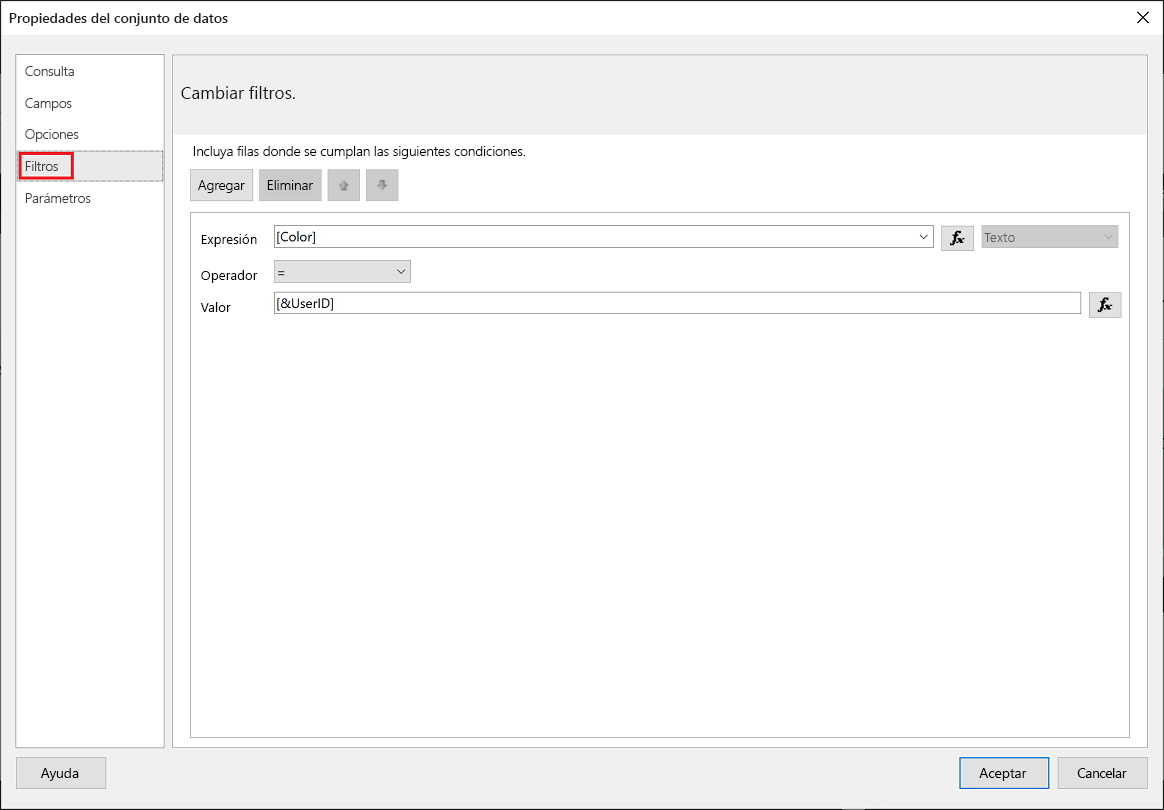 Propiedades del conjunto de datos
Consulta
Campos
Opciones
Filtros
Parámetros
Cambiar filtros.
Incluya filas donde se cumplan las siguientes condiciones.
Agregar Eliminar
Expresión [Color] fx Texto
Operador =
Valor [&UserID] fx
Ayuda Aceptar Cancelar